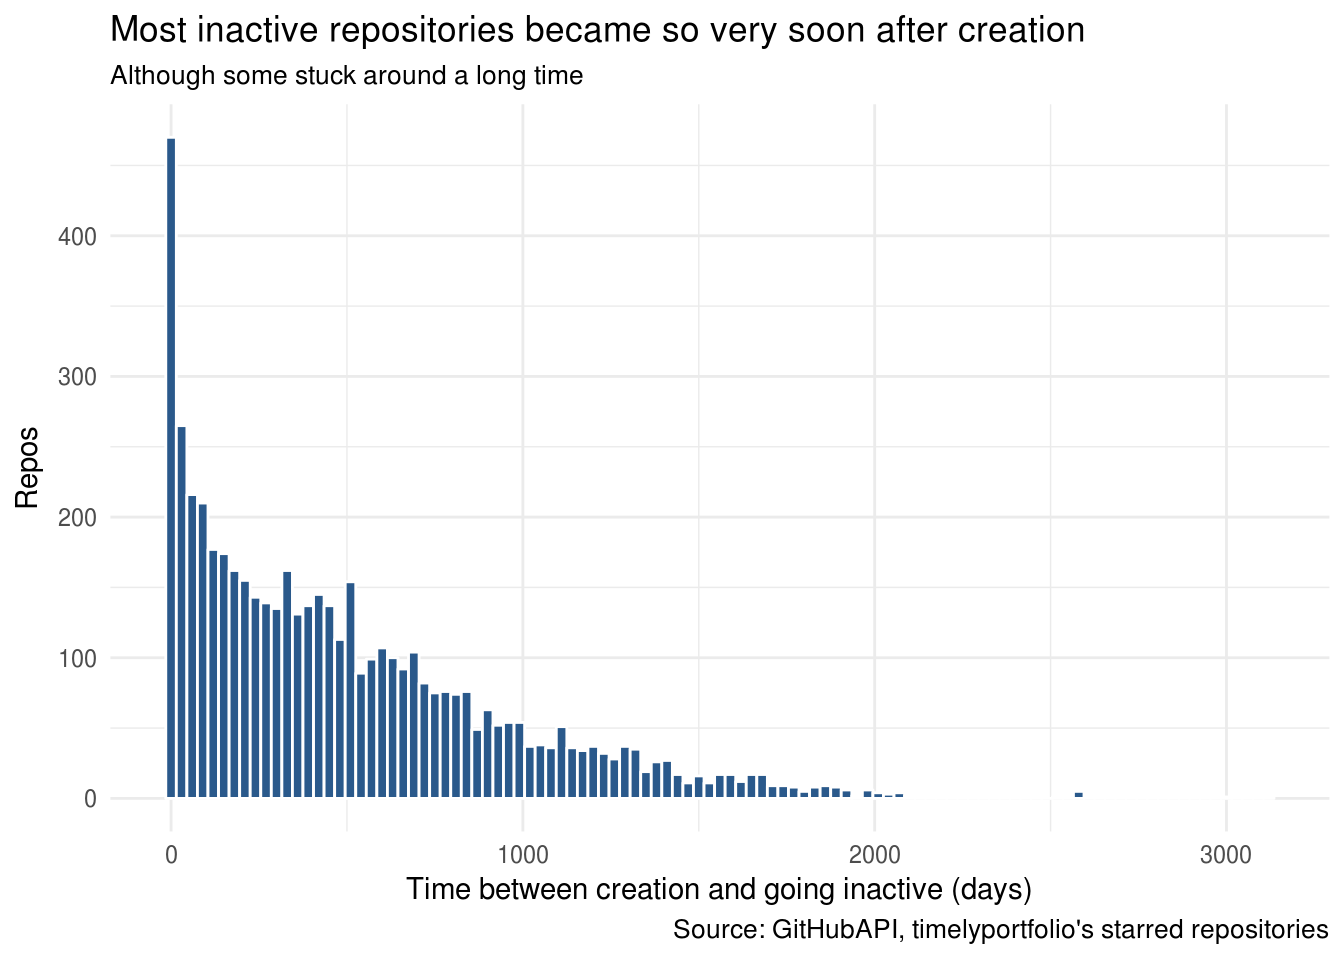 Most inactive repositories became so very soon after creation
Although some stuck around a long time
400
300
200
100
0
Repos
0 1000 2000 3000
Time between creation and going inactive (days)
Source: GitHubAPI, timelyportfolio's starred repositories